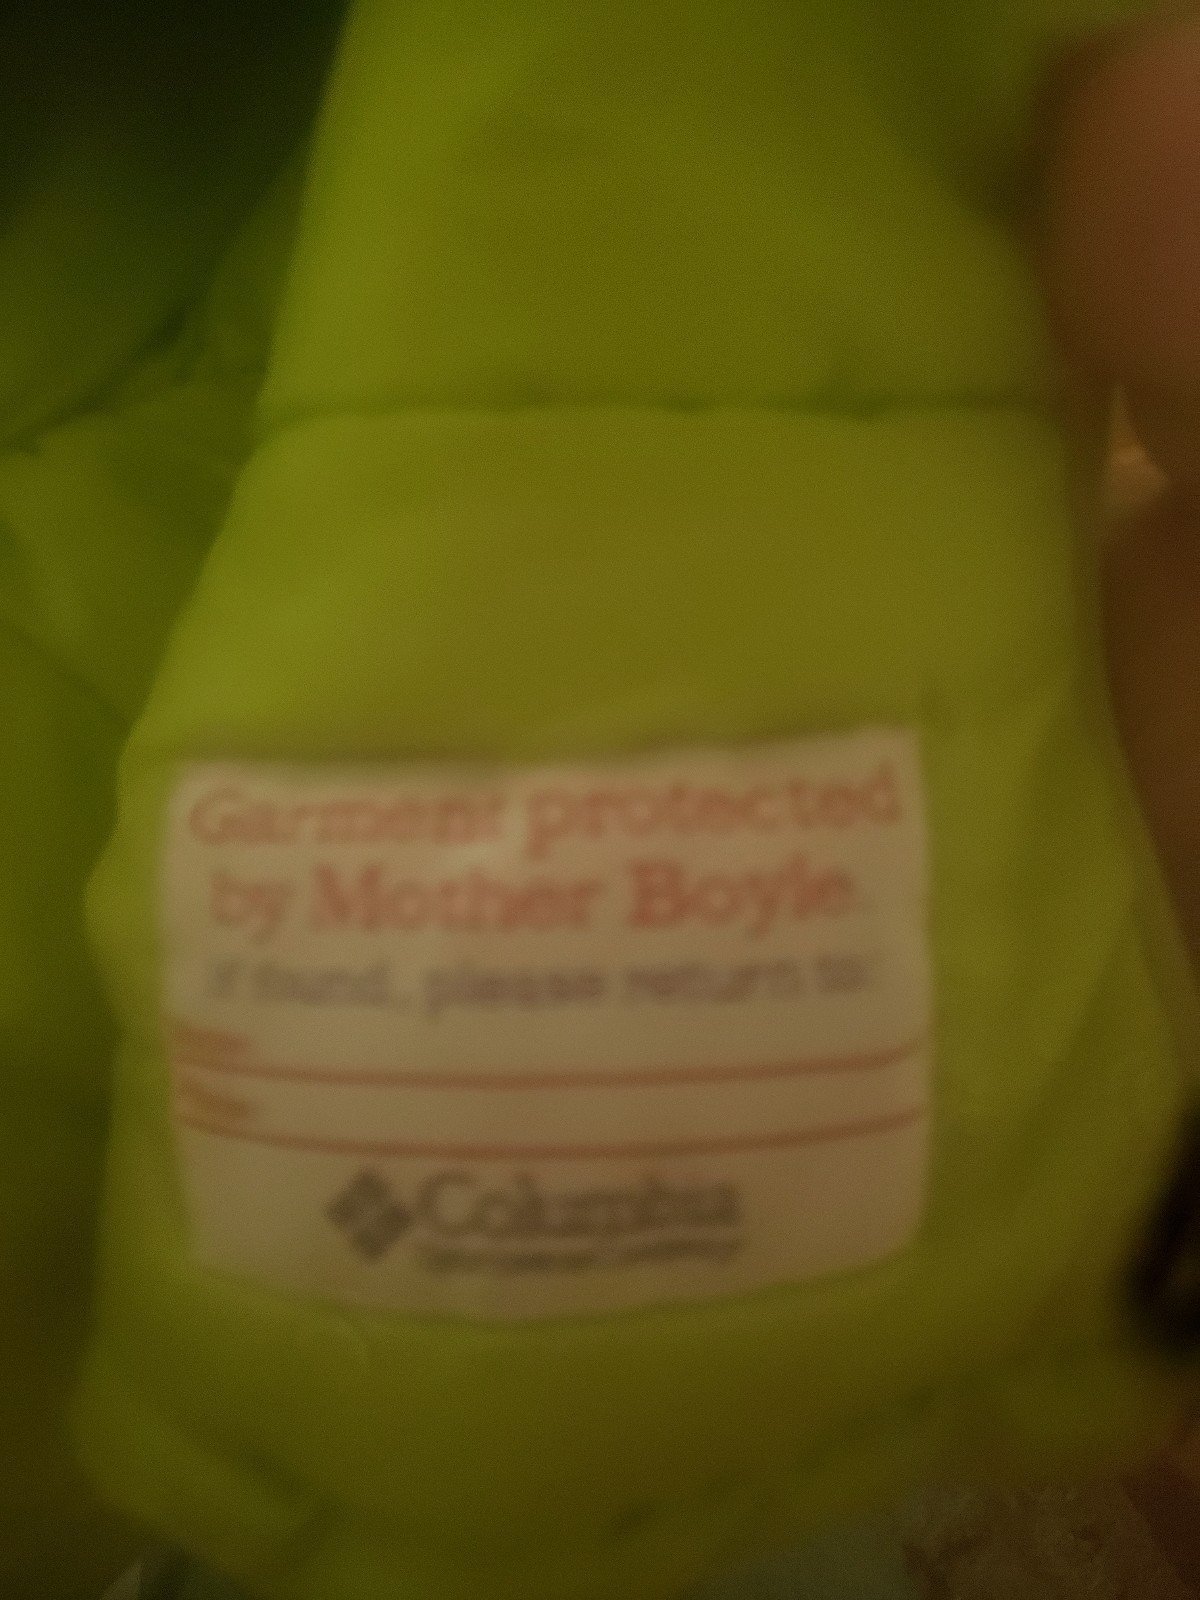 Garment protected
by Mother Boyle
If found, please return to:
Columbia